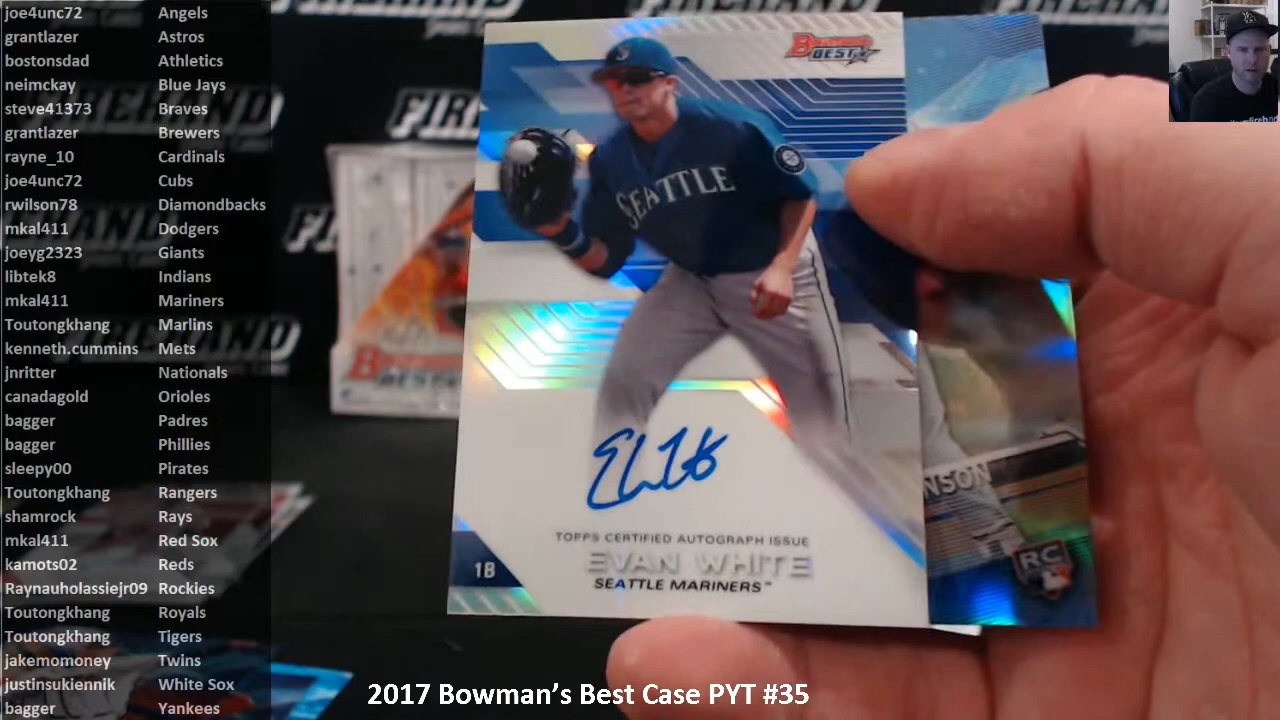 joe4unc72 Angels
grantlazer Astros
bostonsdad Athletics
neimckay Blue Jays
steve41373 Braves
grantlazer Brewers
rayne_10 Cardinals
joe4unc72 Cubs
rwilson78 Diamondbacks
mkal411 Dodgers
joeyg2323 Giants
libtek8 Indians
mkal411 Mariners
Toutongkhang Marlins
kenneth.cummins Mets
jnritter Nationals
canadagold Orioles
bagger Padres
bagger Phillies
sleepy00 Pirates
Toutongkhang Rangers
shamrock Rays
mkal411 Red Sox
kamots02 Reds
Raynauholassiejr09 Rockies
Toutongkhang Royals
Toutongkhang Tigers
jakemomoney Twins
justinsukiennik White Sox
bagger Yankees
BOWMAN'S
BEST
S
SEATTLE
TOPPS CERTIFIED AUTOGRAPH ISSUE
EVAN WHITE
1B
SEATTLE MARINERS™
NSON
RC
2017 Bowman's Best Case PYT #35